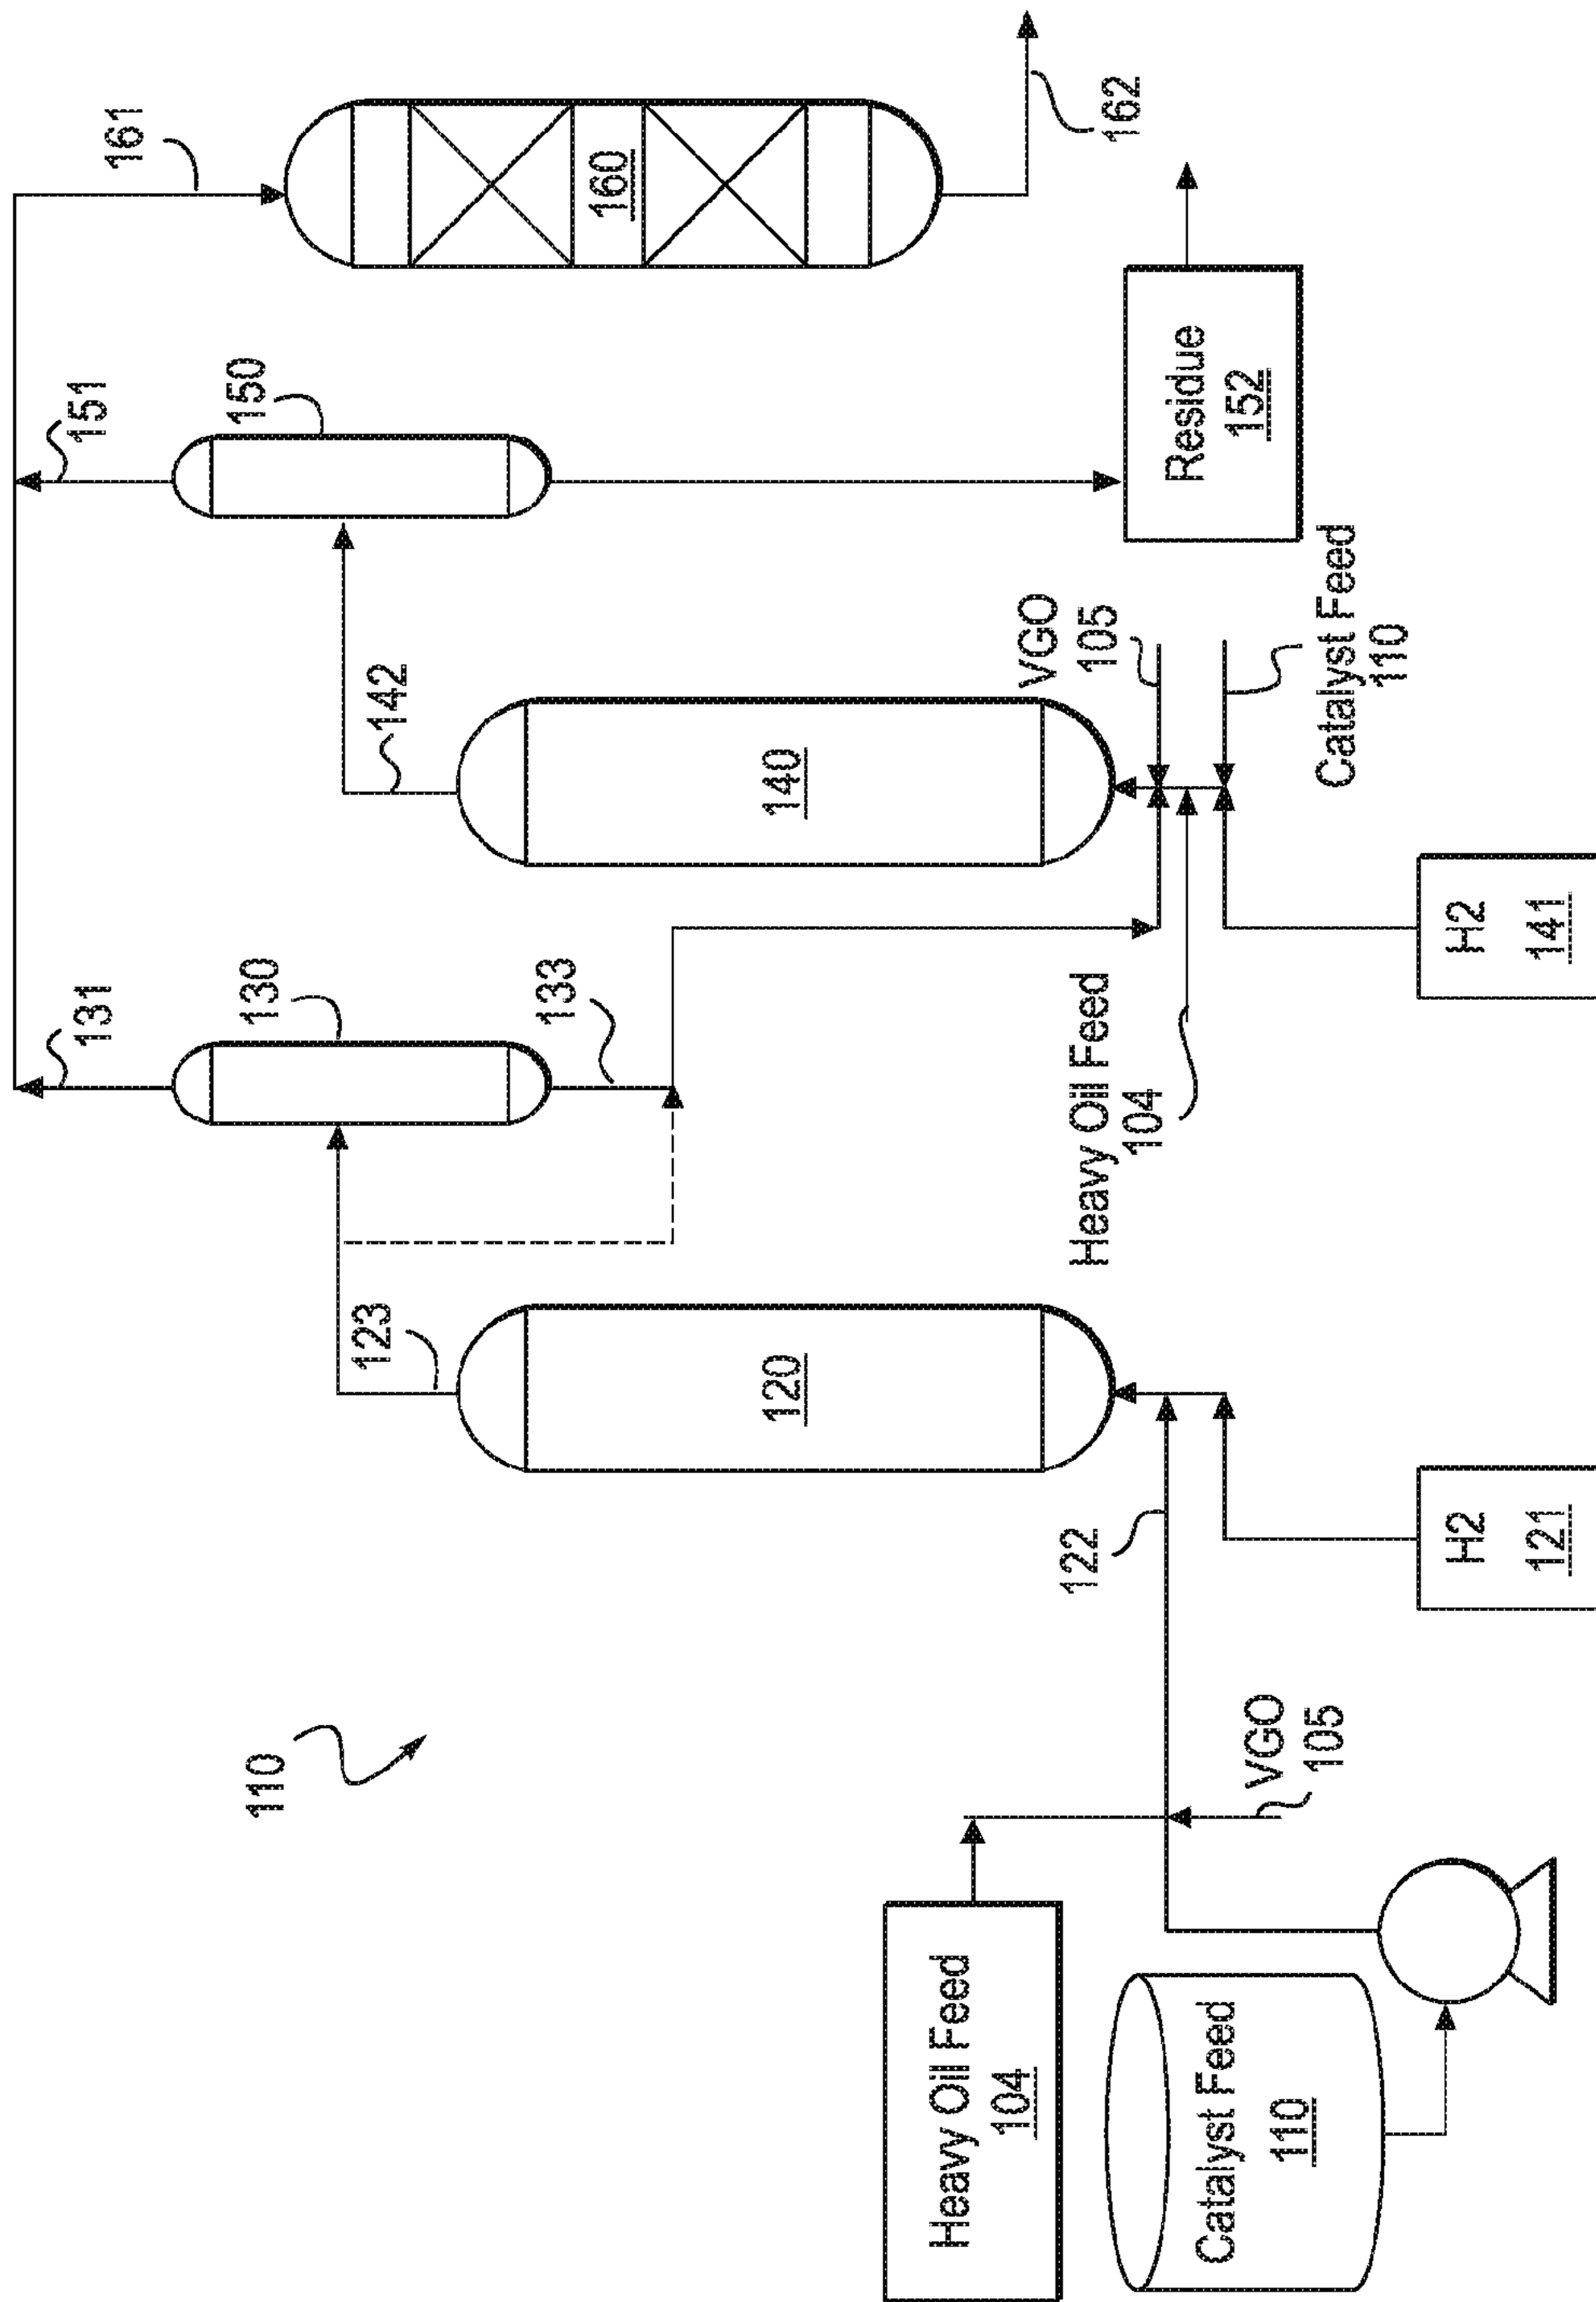 131
151
161
110
130
150
123
142
133
120
140
160
Heavy Oil Feed
104
VGO
105
122
Heavy Oil Feed
104
162
Residue
152
Catalyst Feed
110
VGO
105
Catalyst Feed
110
H2
121
H2
141